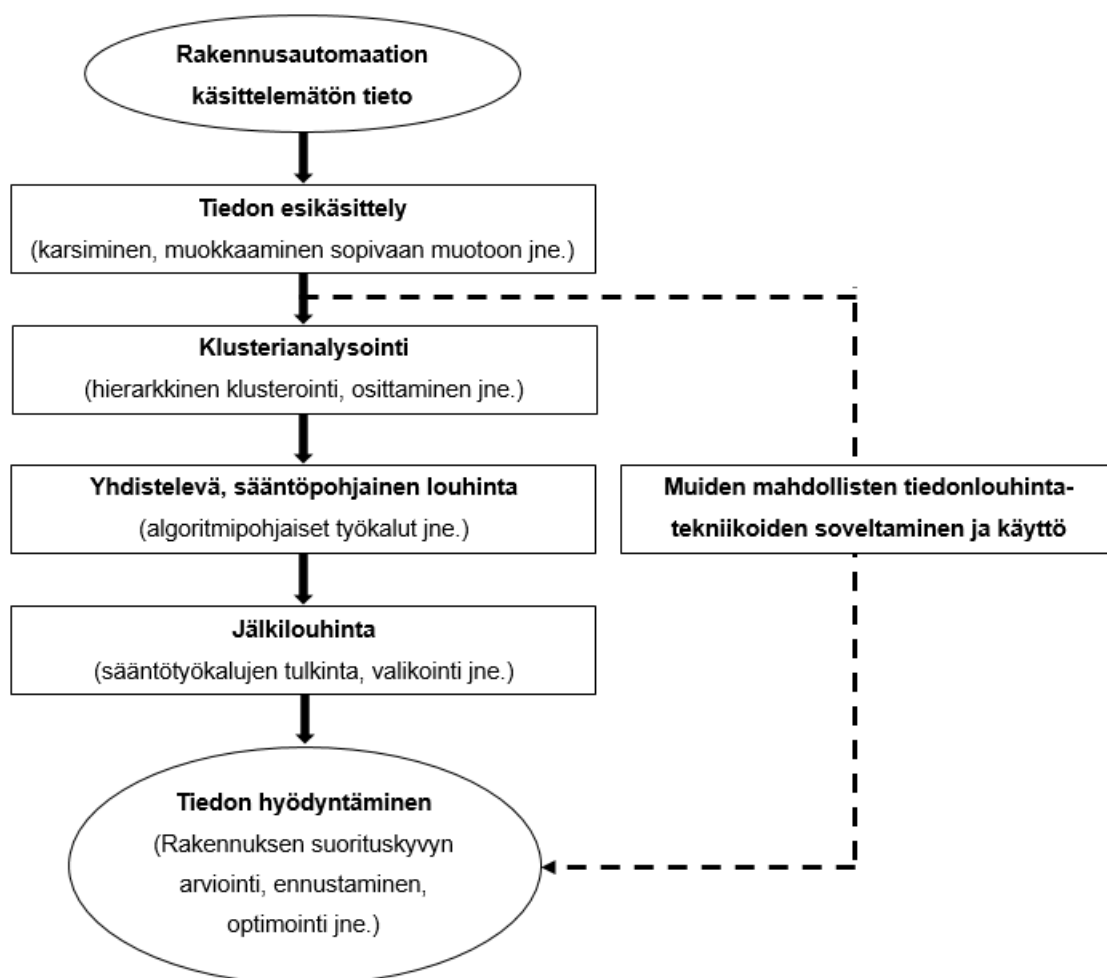 Rakennusautomaation
käsittelemätön tieto
Tiedon esikäsittely
(karsiminen, muokkaaminen sopivaan muotoon jne.)
Klusterianalysointi
(hierarkkinen klusterointi, osittaminen jne.)
Yhdistelevä, sääntöpohjainen louhinta
(algoritmipohjaiset työkalut jne.)
Muiden mahdollisten tiedonlouhinta-
tekniikoiden soveltaminen ja käyttö
Jälkilouhinta
(sääntötyökalujen tulkinta, valikointi jne.)
Tiedon hyödyntäminen
(Rakennuksen suorituskyvyn
arviointi, ennustaminen,
optimointi jne.)